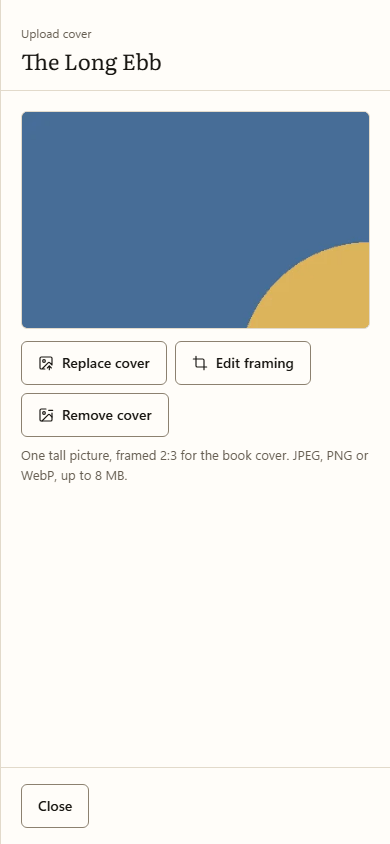 Upload cover
The Long Ebb
Replace cover
Edit framing
Remove cover
One tall picture, framed 2:3 for the book cover. JPEG, PNG or
WebP, up to 8 MB.
Close